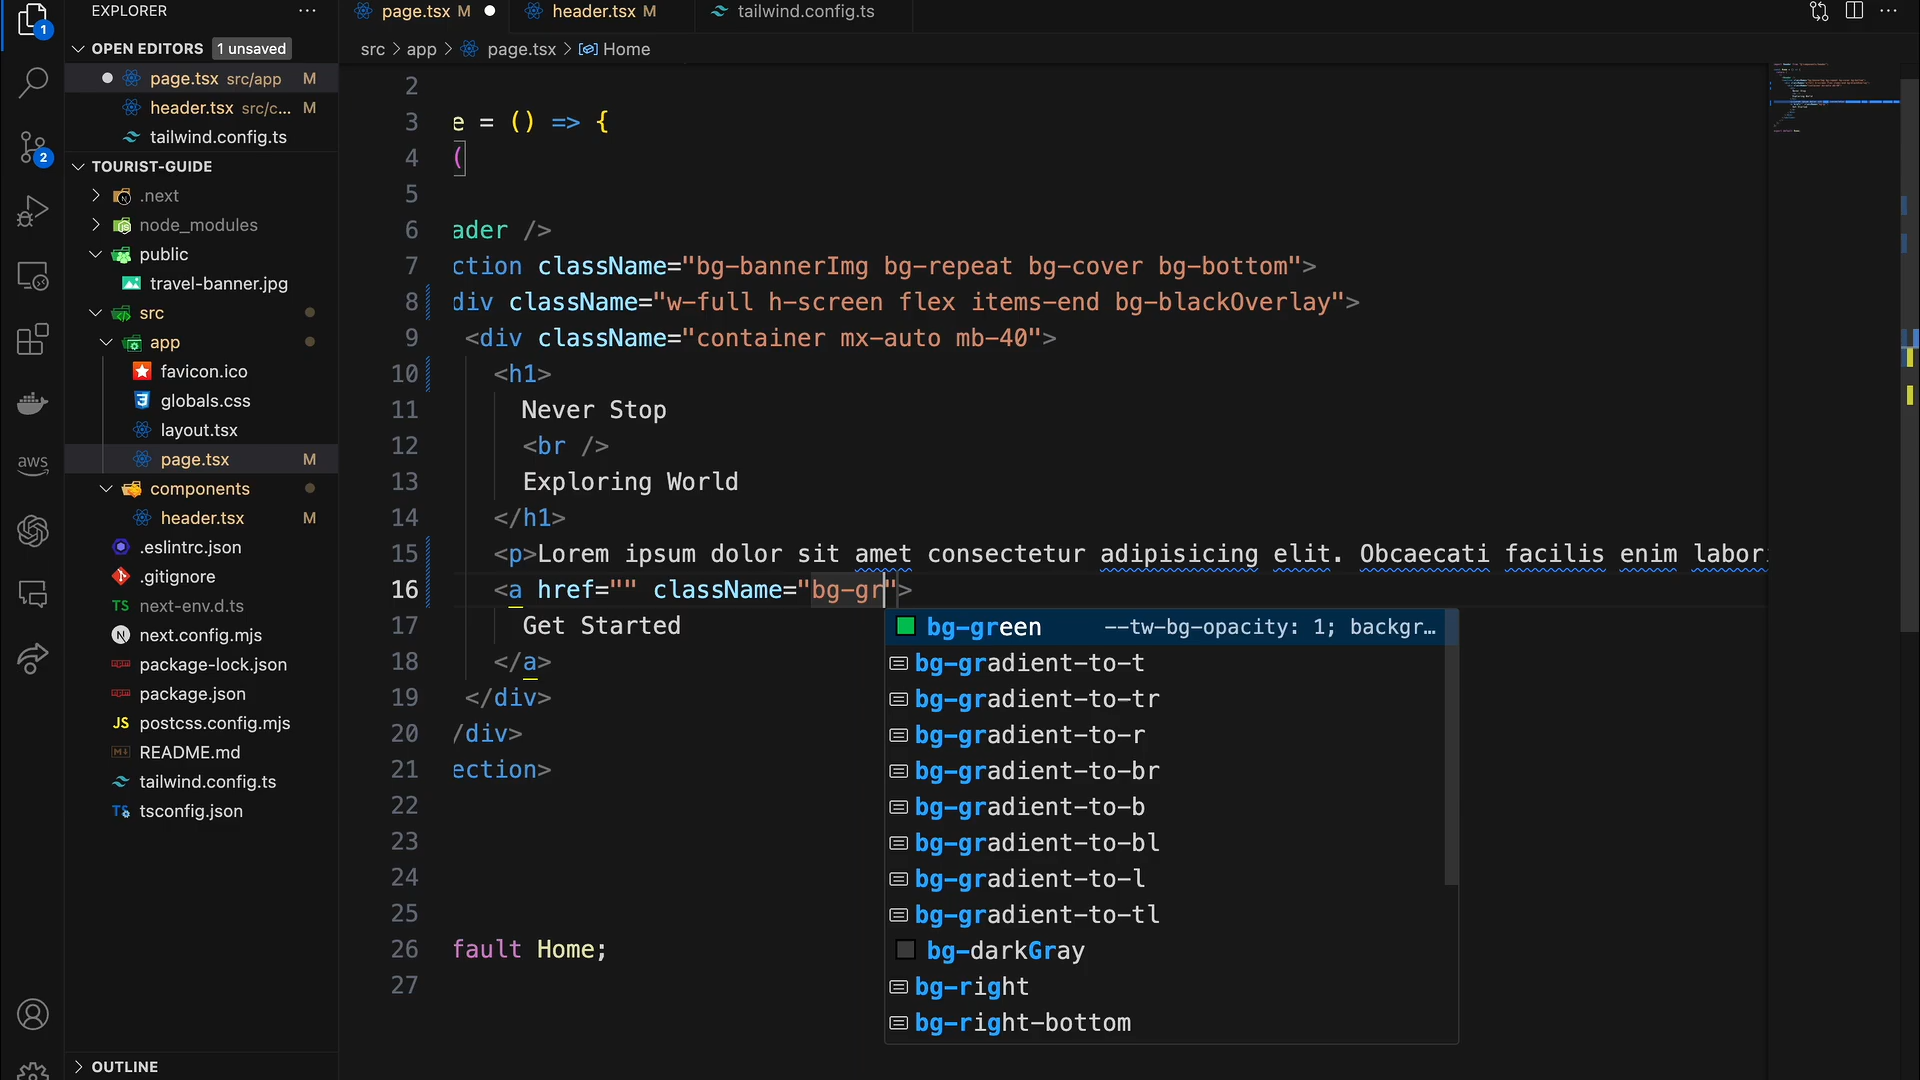 EXPLORER
page.tsx M
header.tsx M
tailwind.config.ts
OPEN EDITORS 1 unsaved
src > app > page.tsx > Home
page.tsx src/app M
header.tsx src/c... M
tailwind.config.ts
TOURIST-GUIDE
.next
node_modules
public
travel-banner.jpg
src
app
favicon.ico
globals.css
layout.tsx
page.tsx M
components
header.tsx M
.eslintrc.json
.gitignore
TS next-env.d.ts
next.config.mjs
package-lock.json
package.json
JS postcss.config.mjs
README.md
tailwind.config.ts
tsconfig.json
OUTLINE
1
2
aws
2
3 e = () => {
4 (
5
6 ader />
7 ction className="bg-bannerImg bg-repeat bg-cover bg-bottom">
8 div className="w-full h-screen flex items-end bg-blackOverlay">
9 <div className="container mx-auto mb-40">
10 <h1>
11 Never Stop
12 <br />
13 Exploring World
14 </h1>
15 <p>Lorem ipsum dolor sit amet consectetur adipisicing elit. Obcaecati facilis enim labor
16 <a href="" className="bg-gr">
17 Get Started
18 </a>
19 </div>
20 /div>
21 ection>
22
23
24
25
26 fault Home;
27
bg-green --tw-bg-opacity: 1; backgr…
bg-gradient-to-t
bg-gradient-to-tr
bg-gradient-to-r
bg-gradient-to-br
bg-gradient-to-b
bg-gradient-to-bl
bg-gradient-to-l
bg-gradient-to-tl
bg-darkGray
bg-right
bg-right-bottom